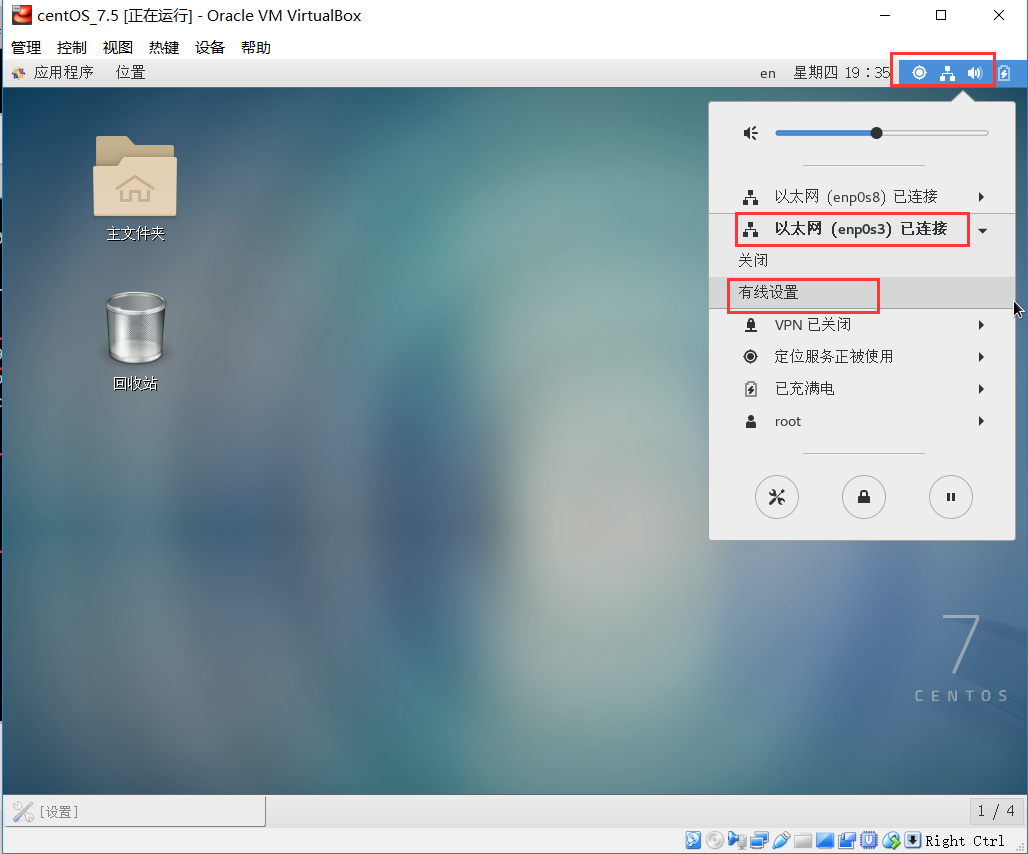 centOS_7.5 [正在运行] - Oracle VM VirtualBox
管理 控制 视图 热键 设备 帮助
应用程序 位置 en 星期四 19：35
以太网（enp0s8）已连接
以太网（enp0s3）已连接
关闭
有线设置
VPN 已关闭
定位服务正被使用
已充满电
root
主文件夹
回收站
7
CENTOS
[设置]
1 / 4
Right Ctrl